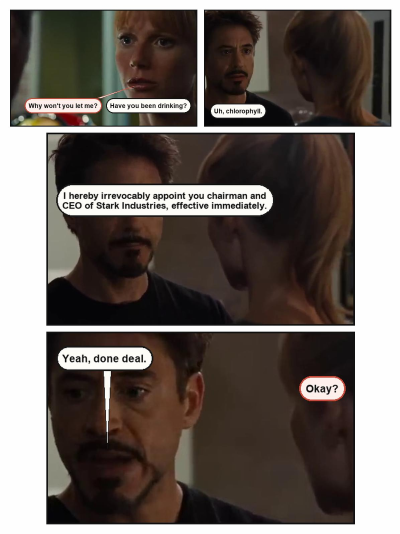 Why won't you let me?
Have you been drinking?
Uh, chlorophyll.
I hereby irrevocably appoint you chairman and
CEO of Stark Industries, effective immediately.
Yeah, done deal.
Okay?